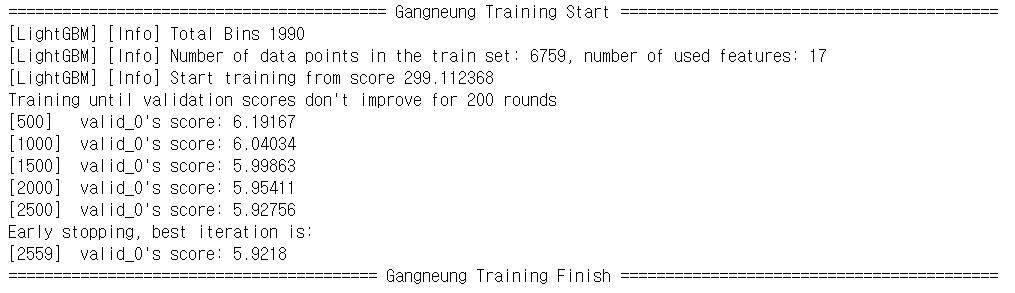 ========================================== Gangneung Training Start ==========================================
[LightGBM] [Info] Total Bins 1990
[LightGBM] [Info] Number of data points in the train set: 6759, number of used features: 17
[LightGBM] [Info] Start training from score 299.112368
Training until validation scores don't improve for 200 rounds
[500]	valid_0's score: 6.19167
[1000]	valid_0's score: 6.04034
[1500]	valid_0's score: 5.99863
[2000]	valid_0's score: 5.95411
[2500]	valid_0's score: 5.92756
Early stopping, best iteration is:
[2559]	valid_0's score: 5.9218
========================================= Gangneung Training Finish ==========================================